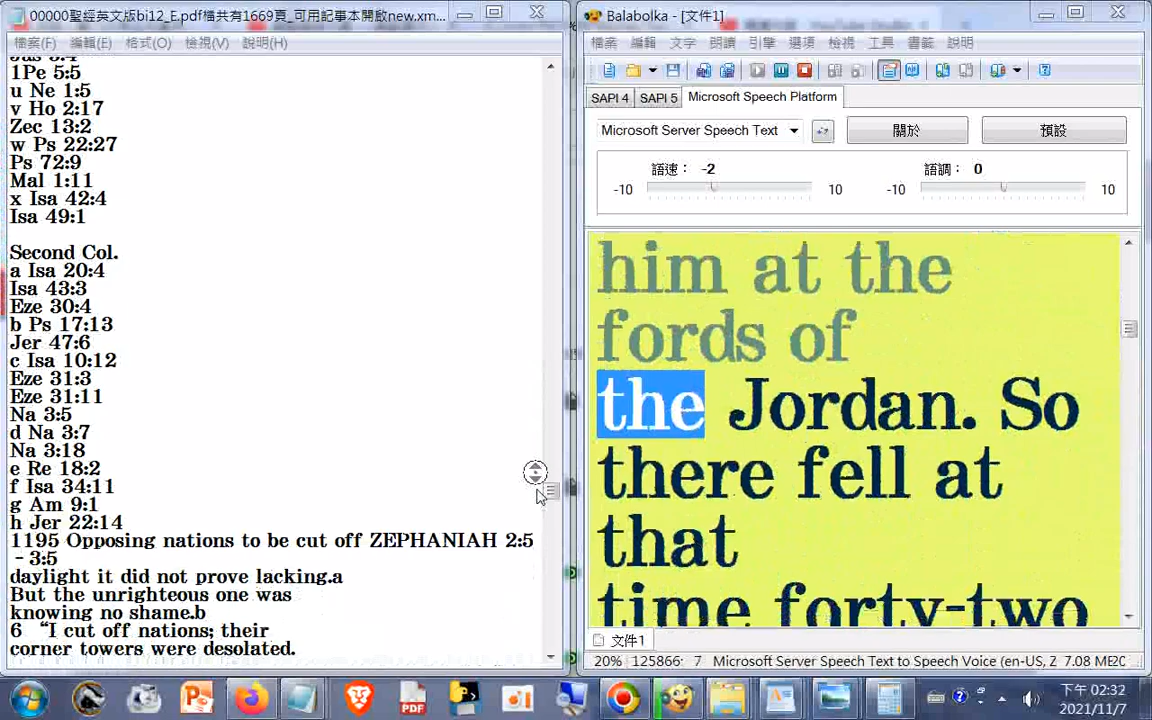 00000聖經英文版bi12_E.pdf檔共有1669頁_可用記事本開啟new.xm...
檔案(F) 編輯(E) 格式(O) 檢視(V) 說明(H)
1Pe 5:5
u Ne 1:5
v Ho 2:17
Zec 13:2
w Ps 22:27
Ps 72:9
Mal 1:11
x Isa 42:4
Isa 49:1
Second Col.
a Isa 20:4
Isa 43:3
Eze 30:4
b Ps 17:13
Jer 47:6
c Isa 10:12
Eze 31:3
Eze 31:11
Na 3:5
d Na 3:7
Na 3:18
e Re 18:2
f Isa 34:11
g Am 9:1
h Jer 22:14
1195 Opposing nations to be cut off ZEPHANIAH 2:5
- 3:5
daylight it did not prove lacking.a
But the unrighteous one was
knowing no shame.b
6 “I cut off nations; their
corner towers were desolated.
Balabolka - [文件1]
檔案 編輯 文字 朗讀 引擎 選項 檢視 工具 書籤 說明
SAPI 4 SAPI 5 Microsoft Speech Platform
Microsoft Server Speech Text 關於 預設
語速： -2 語調： 0
-10 10 -10 10
him at the
fords of
the Jordan. So
there fell at
that
time forty-two
文件1
20% 125866: 7 Microsoft Server Speech Text to Speech Voice (en-US, Z 7.08 ME
下午 02:32
2021/11/7